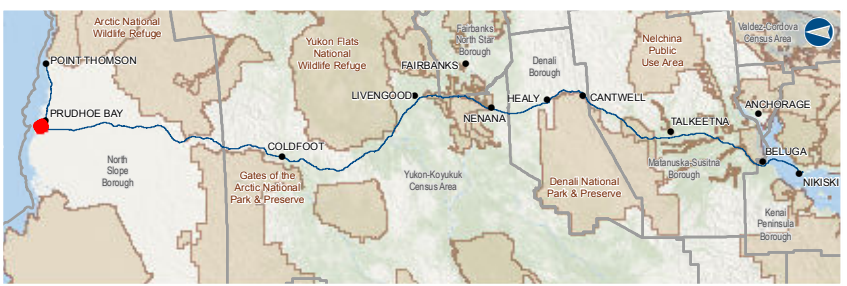 Arctic National
Wildlife Refuge
POINT THOMSON
PRUDHOE BAY
North
Slope
Borough
COLDFOOT
Gates of the
Arctic National
Park & Preserve
Yukon Flats
National
Wildlife Refuge
LIVENGOOD
FAIRBANKS
Fairbanks
North Star
Borough
NENANA
Yukon-Koyukuk
Census Area
Denali
Borough
HEALY
CANTWELL
Denali National
Park & Preserve
Nelchina
Public
Use Area
TALKEETNA
Matanuska-Susitna
Borough
Valdez-Cordova
Census Area
ANCHORAGE
BELUGA
NIKISKI
Kenai
Peninsula
Borough